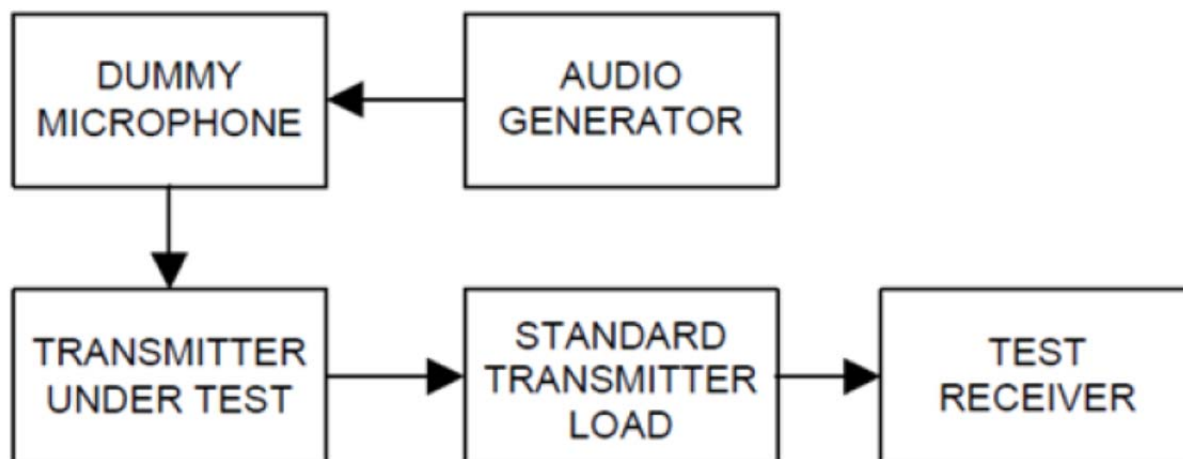 DUMMY
MICROPHONE
AUDIO
GENERATOR
TRANSMITTER
UNDER TEST
STANDARD
TRANSMITTER
LOAD
TEST
RECEIVER